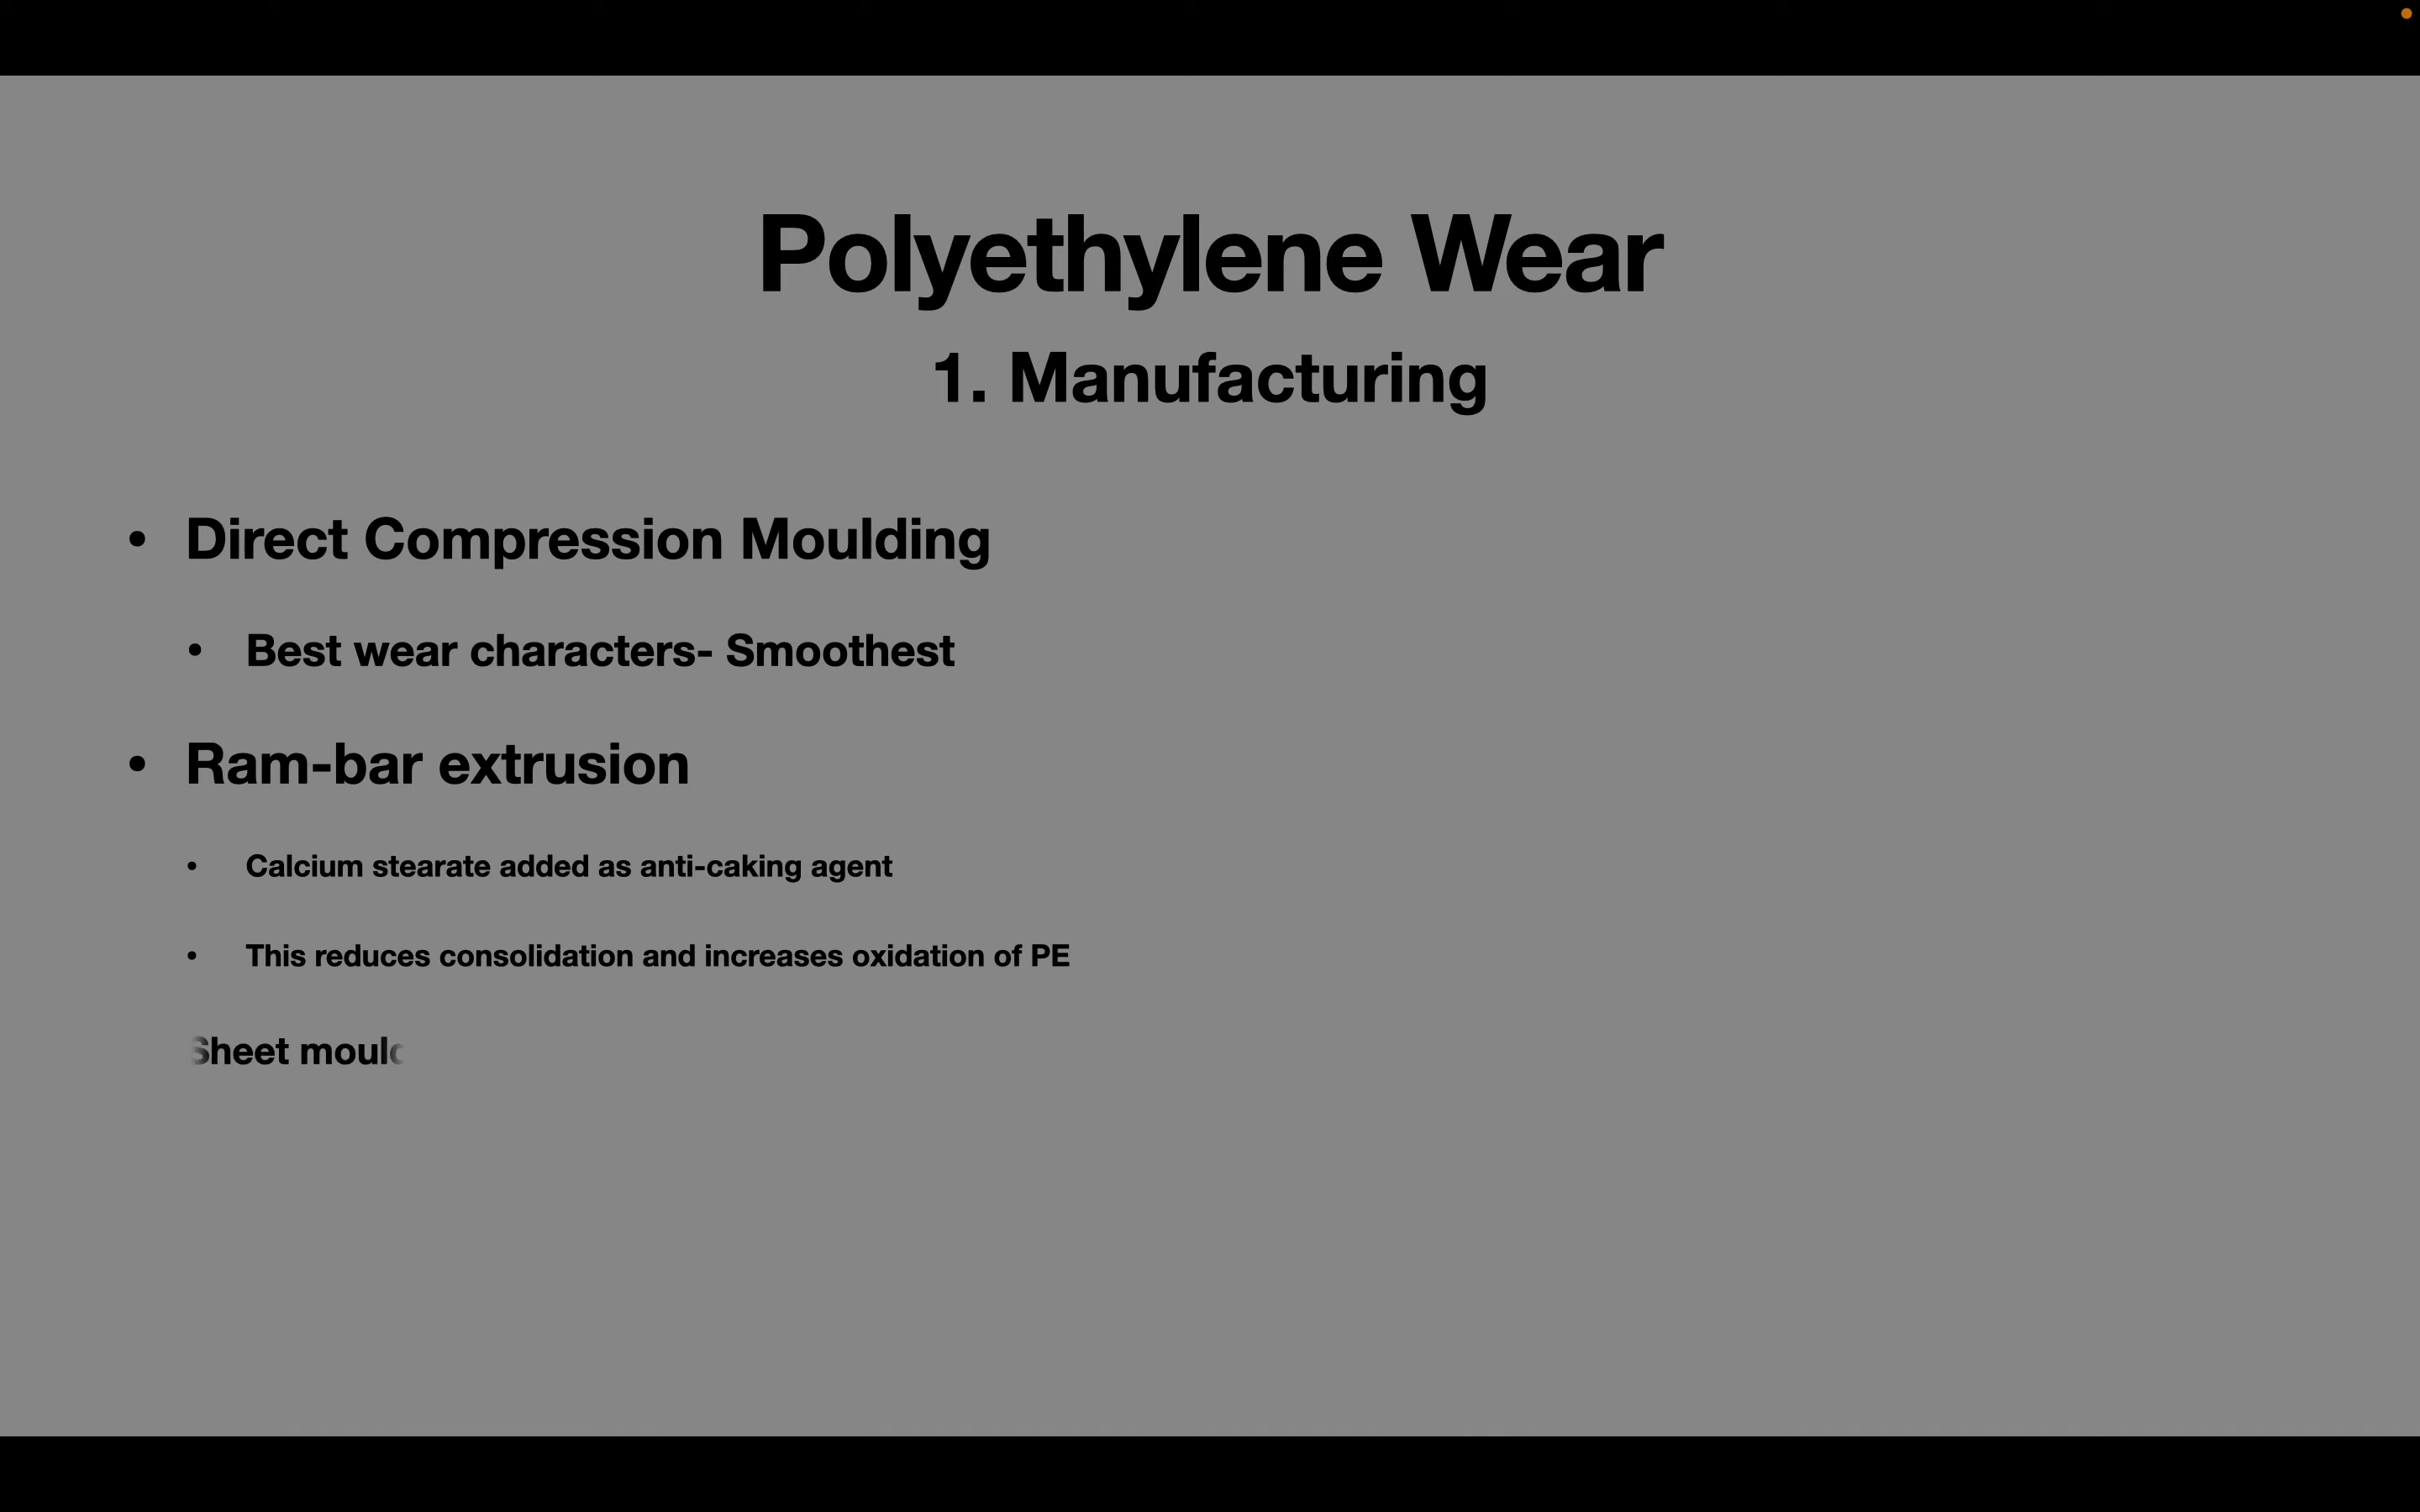 Polyethylene Wear
1. Manufacturing
• Direct Compression Moulding
• Best wear characters- Smoothest
• Ram-bar extrusion
• Calcium stearate added as anti-caking agent
• This reduces consolidation and increases oxidation of PE
Sheet mould